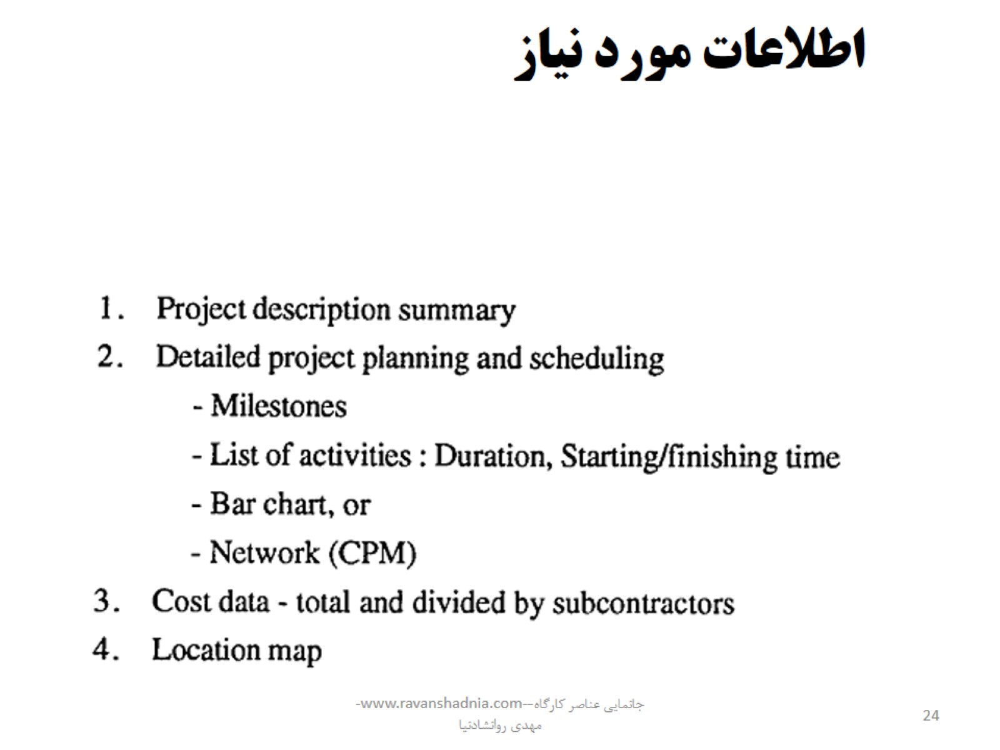 اطلاعات مورد نیاز
1. Project description summary
2. Detailed project planning and scheduling
- Milestones
- List of activities : Duration, Starting/finishing time
- Bar chart, or
- Network (CPM)
3. Cost data - total and divided by subcontractors
4. Location map
جانمایی عناصر کارگاه--www.ravanshadnia.com-
مهدی روانشادنیا
24